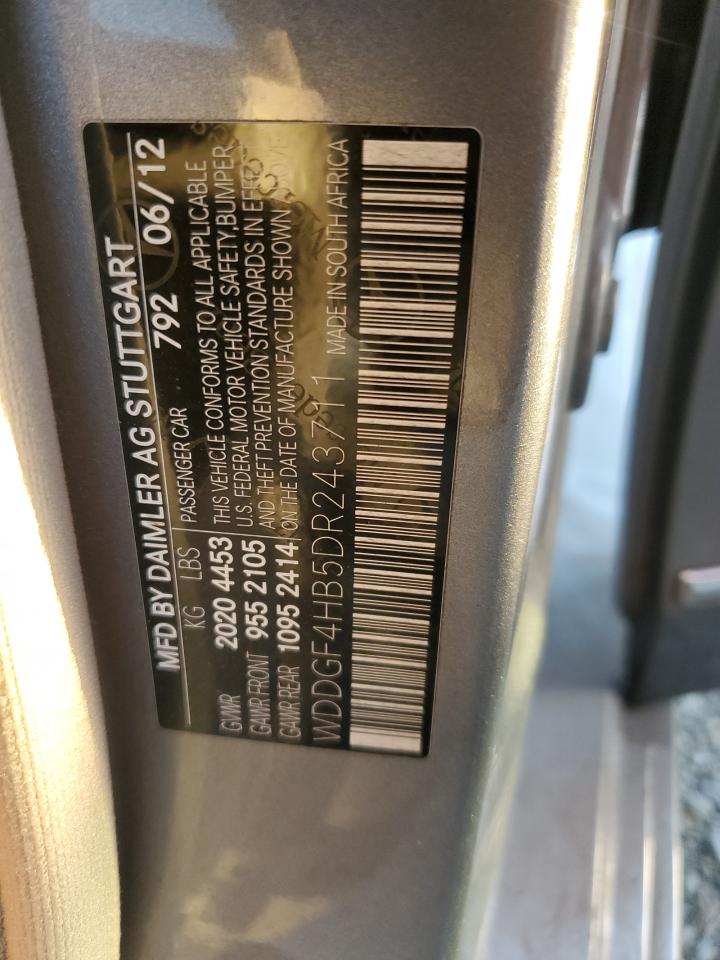 MFD BY DAIMLER AG STUTTGART
KG LBS PASSENGER CAR 792 06/12
GVWR 2020 4453 THIS VEHICLE CONFORMS TO ALL APPLICABLE
GAWR FRONT 955 2105 U.S. FEDERAL MOTOR VEHICLE SAFETY, BUMPER,
GAWR REAR 1095 2414 AND THEFT PREVENTION STANDARDS IN EFFECT
ON THE DATE OF MANUFACTURE SHOWN
WDDGF4HB5DR243791 MADE IN SOUTH AFRICA